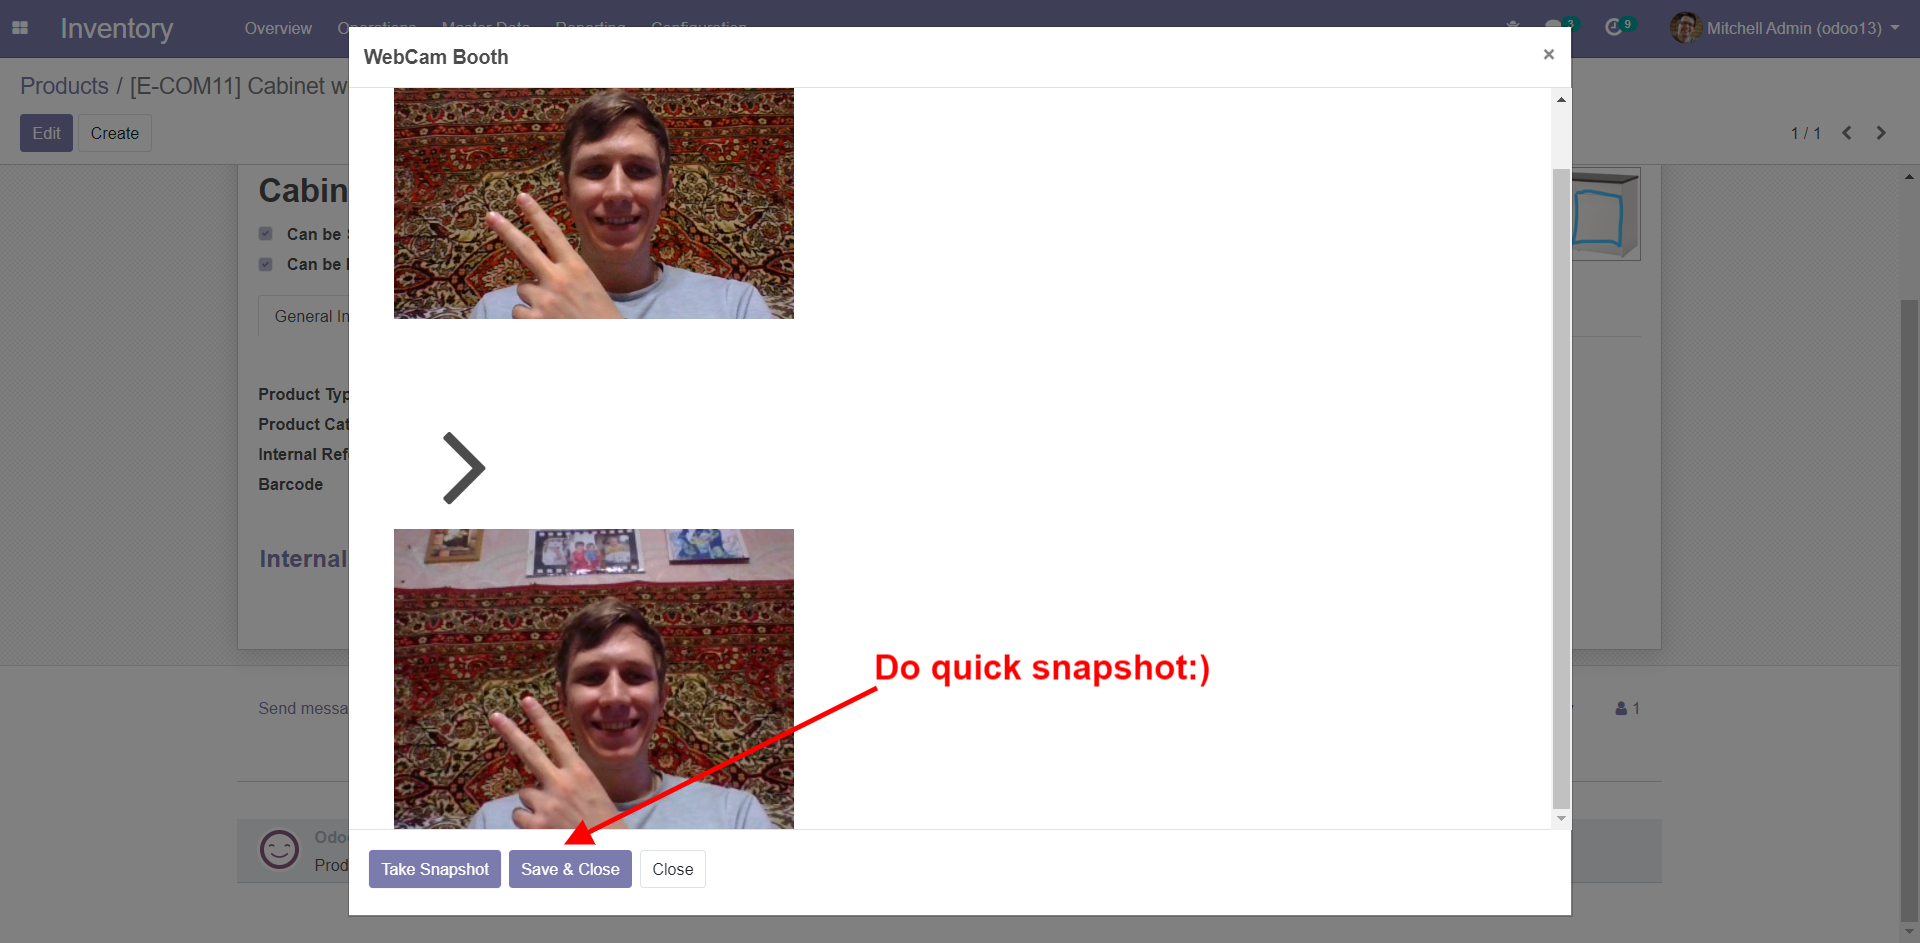 Inventory
Overview
Operations
Master Data
Reporting
Configuration
3
9
Mitchell Admin (odoo13)
WebCam Booth
×
Products / [E-COM11] Cabinet w
Edit
Create
1 / 1
Cabin
Can be
Can be
General In
Product Typ
Product Cat
Internal Ref
Barcode
Internal
Do quick snapshot:)
Send messa
1
Odo
Prod
Take Snapshot
Save & Close
Close